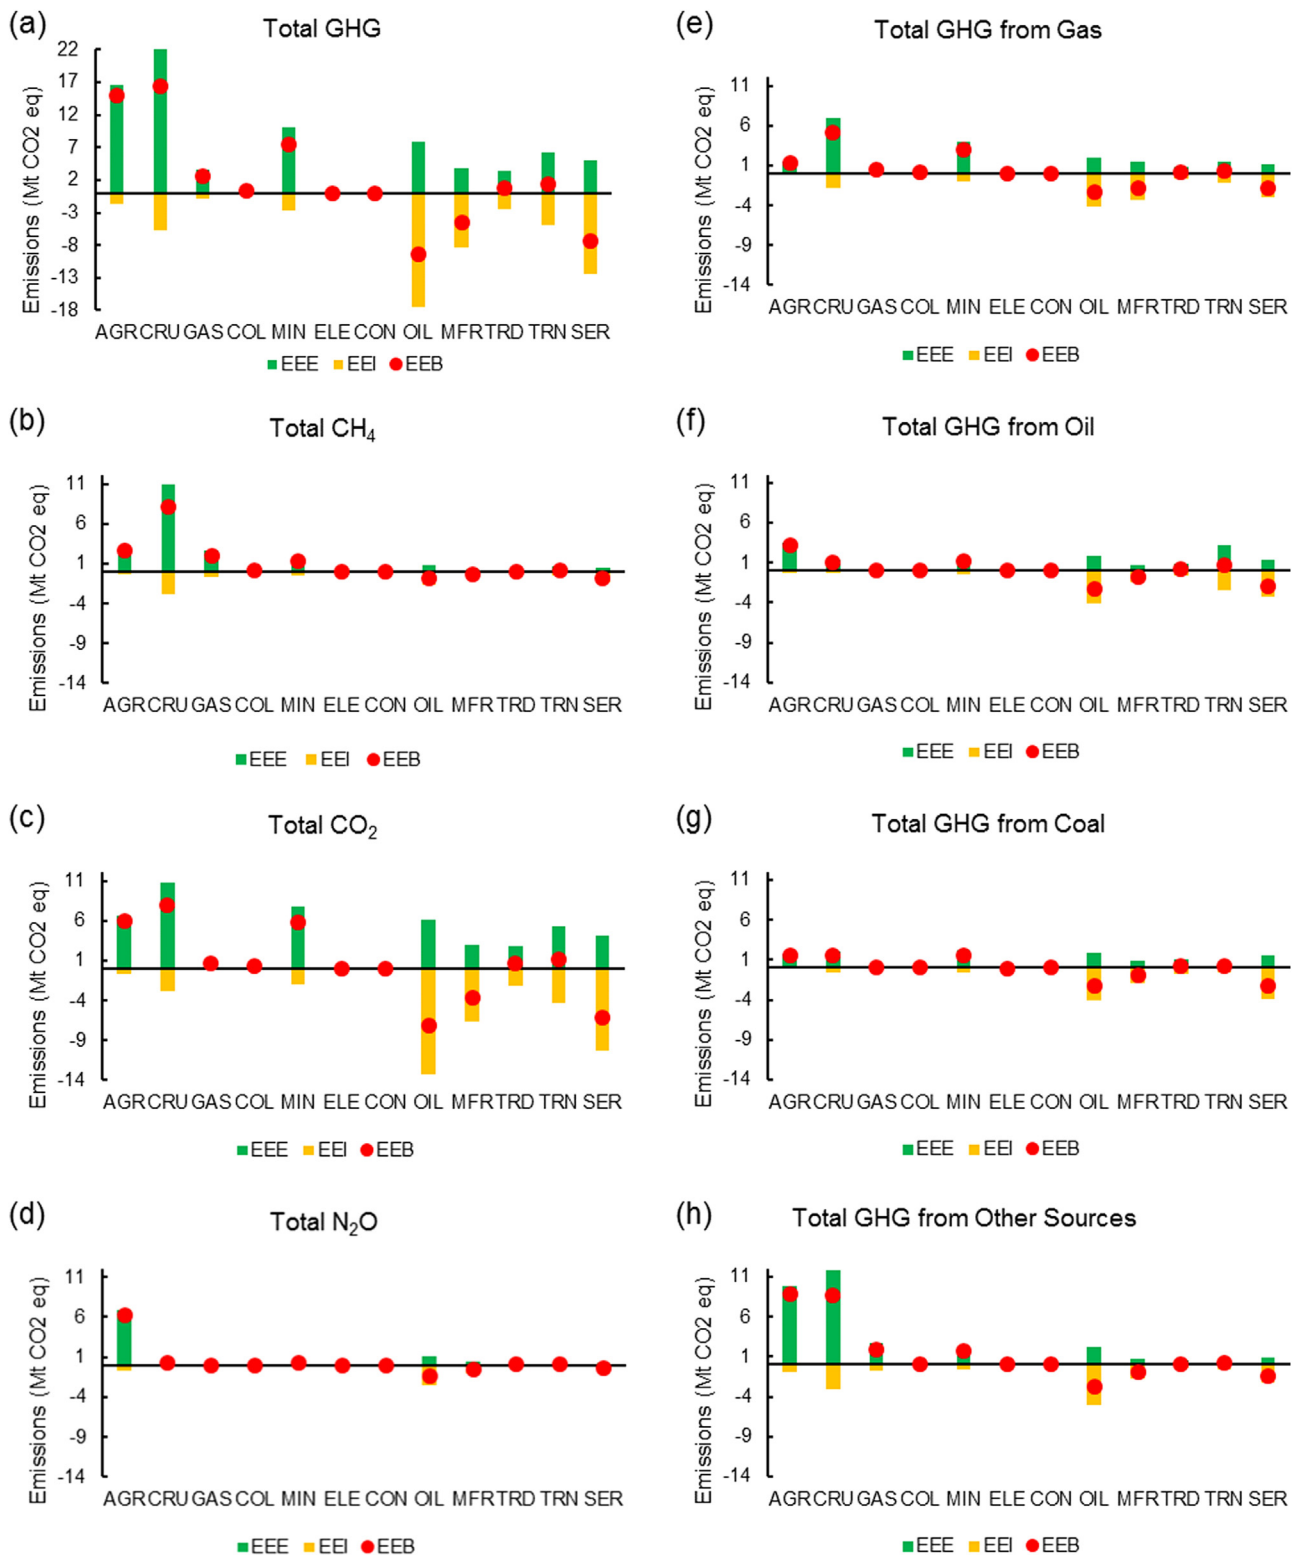 (a)
Total GHG
Emissions (Mt CO2 eq)
22
17
12
7
2
-3
-8
-13
-18
AGR CRU GAS COL MIN ELE CON OIL MFR TRD TRN SER
EEE EEI EEB
(b)
Total CH₄
Emissions (Mt CO2 eq)
11
6
1
-4
-9
-14
AGR CRU GAS COL MIN ELE CON OIL MFR TRD TRN SER
EEE EEI EEB
(c)
Total CO₂
Emissions (Mt CO2 eq)
11
6
1
-4
-9
-14
AGR CRU GAS COL MIN ELE CON OIL MFR TRD TRN SER
EEE EEI EEB
(d)
Total N₂O
Emissions (Mt CO2 eq)
11
6
1
-4
-9
-14
AGR CRU GAS COL MIN ELE CON OIL MFR TRD TRN SER
EEE EEI EEB
(e)
Total GHG from Gas
Emissions (Mt CO2 eq)
11
6
1
-4
-9
-14
AGR CRU GAS COL MIN ELE CON OIL MFR TRD TRN SER
EEE EEI EEB
(f)
Total GHG from Oil
Emissions (Mt CO2 eq)
11
6
1
-4
-9
-14
AGR CRU GAS COL MIN ELE CON OIL MFR TRD TRN SER
EEE EEI EEB
(g)
Total GHG from Coal
Emissions (Mt CO2 eq)
11
6
1
-4
-9
-14
AGR CRU GAS COL MIN ELE CON OIL MFR TRD TRN SER
EEE EEI EEB
(h)
Total GHG from Other Sources
Emissions (Mt CO2 eq)
11
6
1
-4
-9
-14
AGR CRU GAS COL MIN ELE CON OIL MFR TRD TRN SER
EEE EEI EEB